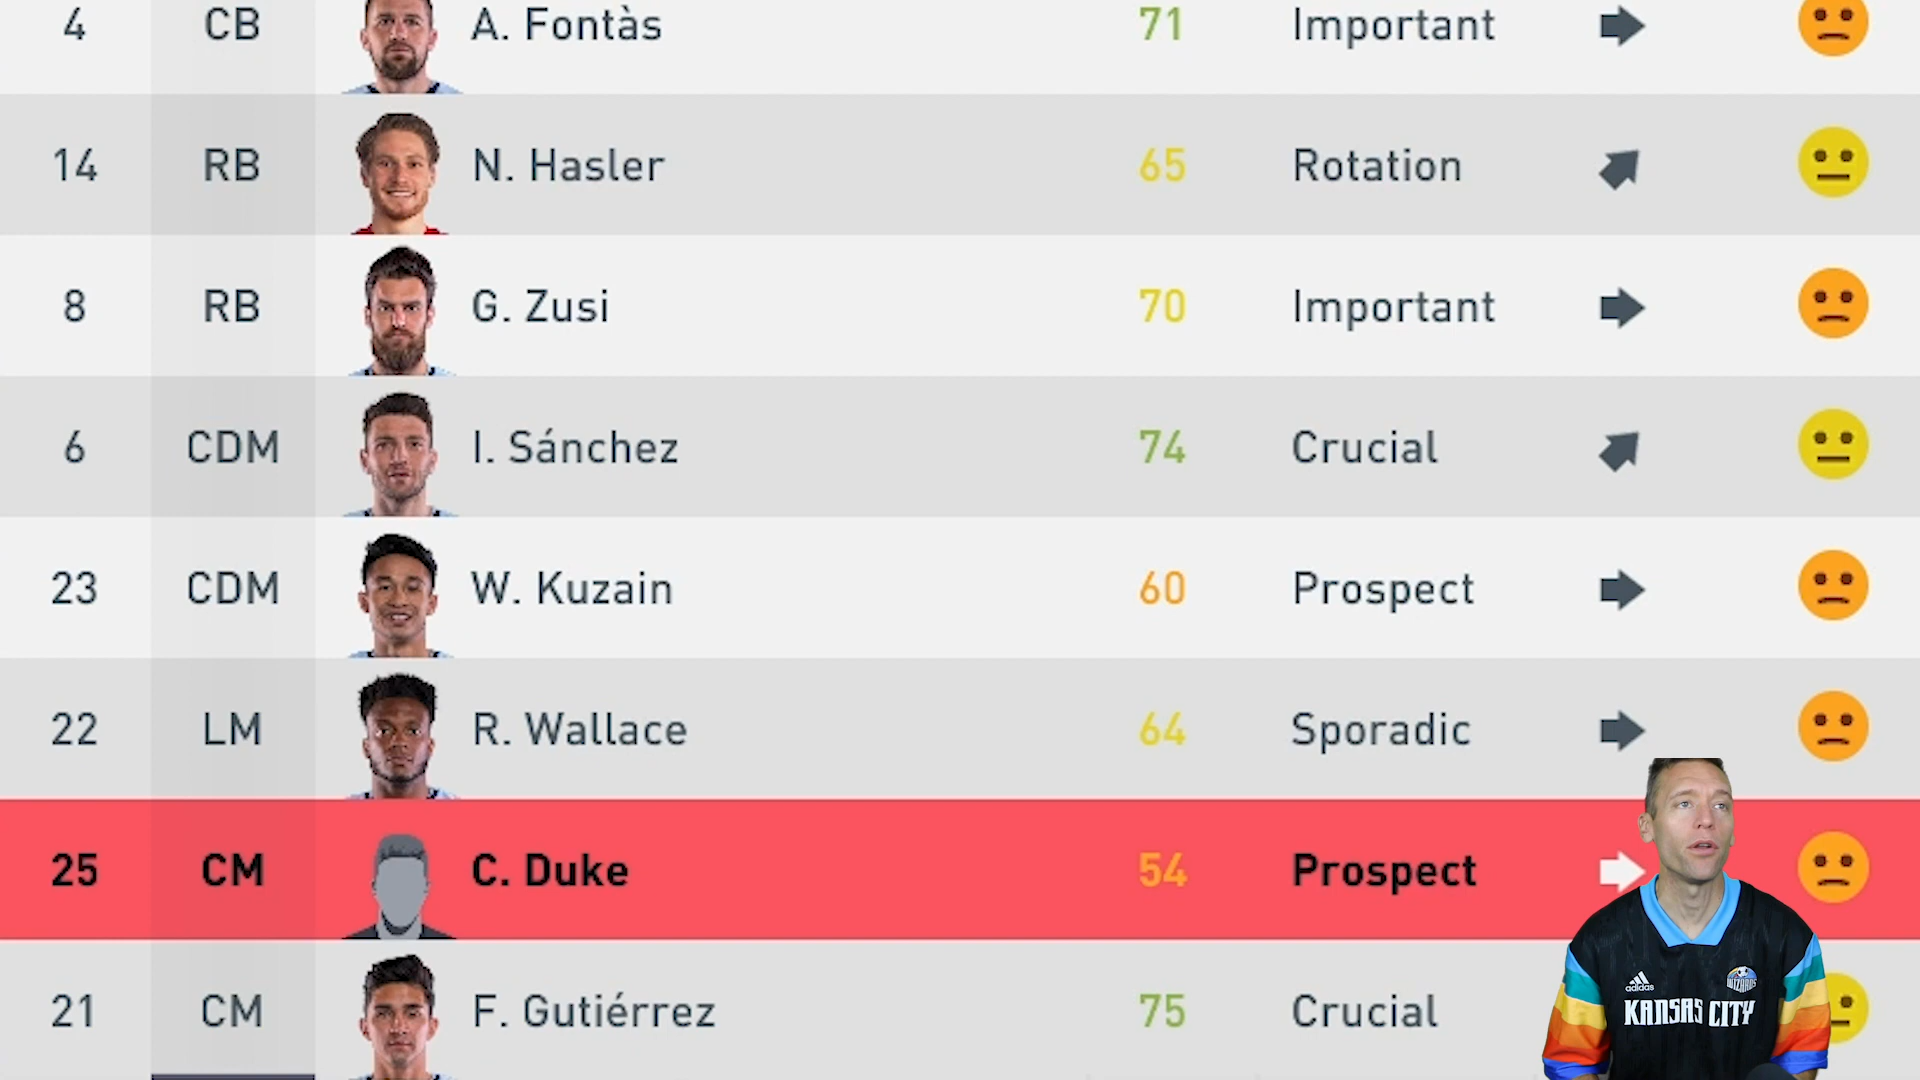 4 CB A. Fontàs 71 Important
14 RB N. Hasler 65 Rotation
8 RB G. Zusi 70 Important
6 CDM I. Sánchez 74 Crucial
23 CDM W. Kuzain 60 Prospect
22 LM R. Wallace 64 Sporadic
25 CM C. Duke 54 Prospect
21 CM F. Gutiérrez 75 Crucial
adidas WIZARDS
KANSAS CITY